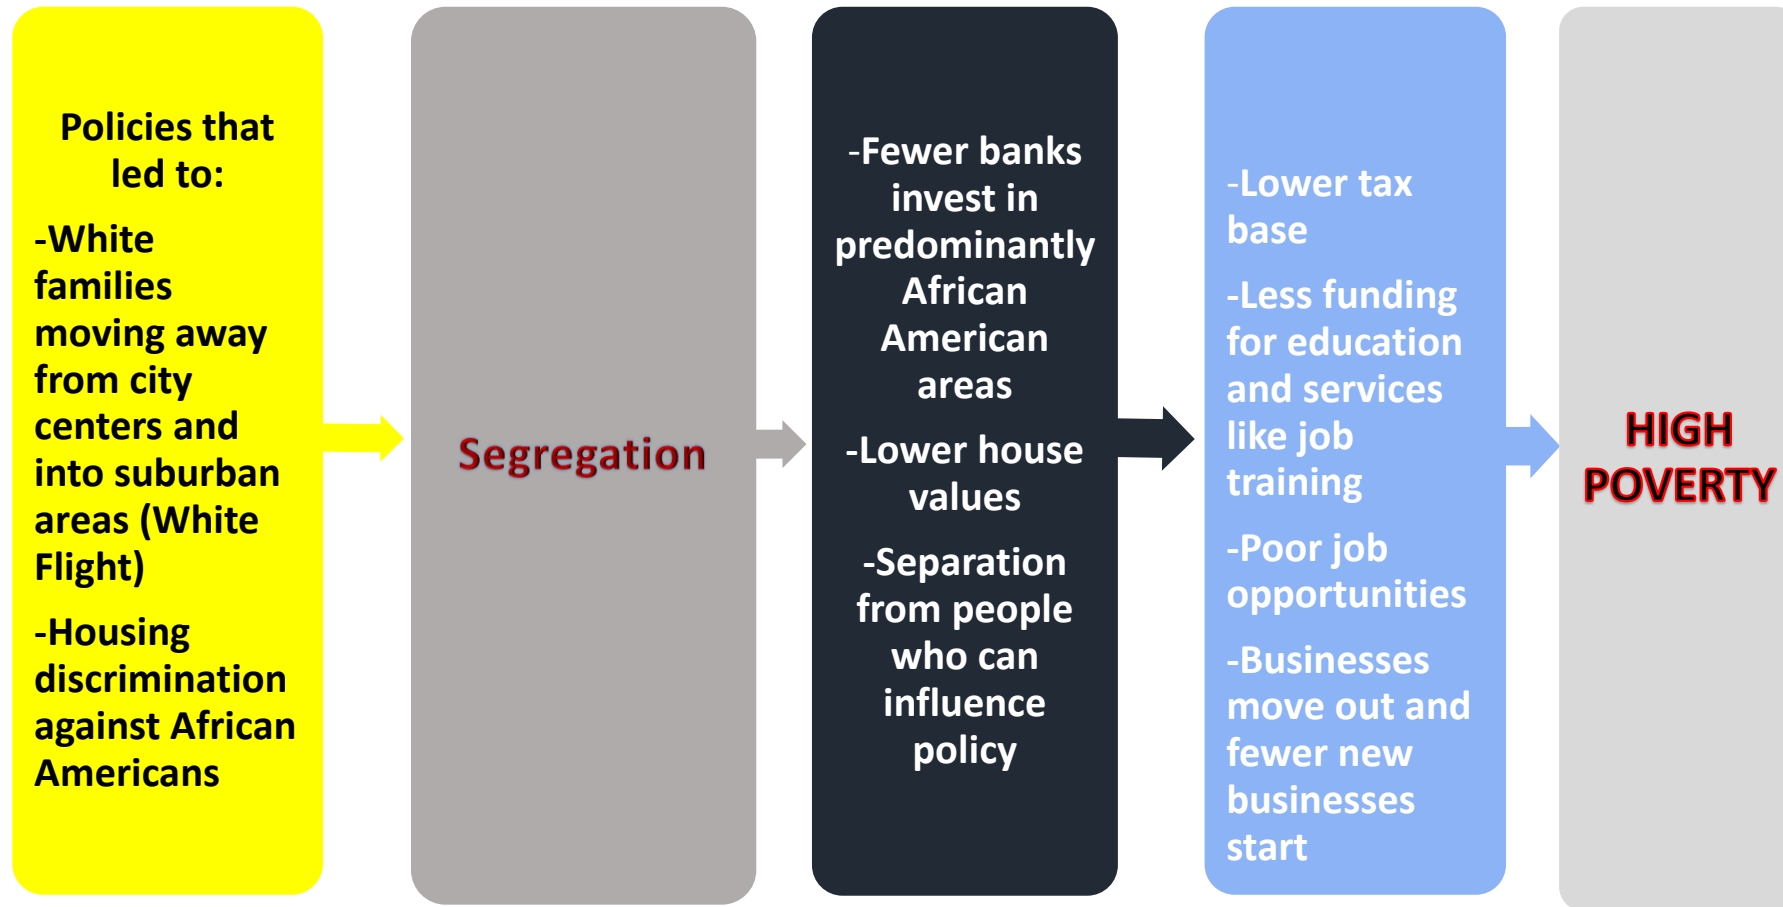 Policies that
led to:
-White
families
moving away
from city
centers and
into suburban
areas (White
Flight)
-Housing
discrimination
against African
Americans
Segregation
-Fewer banks
invest in
predominantly
African
American
areas
-Lower house
values
-Separation
from people
who can
influence
policy
-Lower tax
base
-Less funding
for education
and services
like job
training
-Poor job
opportunities
-Businesses
move out and
fewer new
businesses
start
HIGH
POVERTY